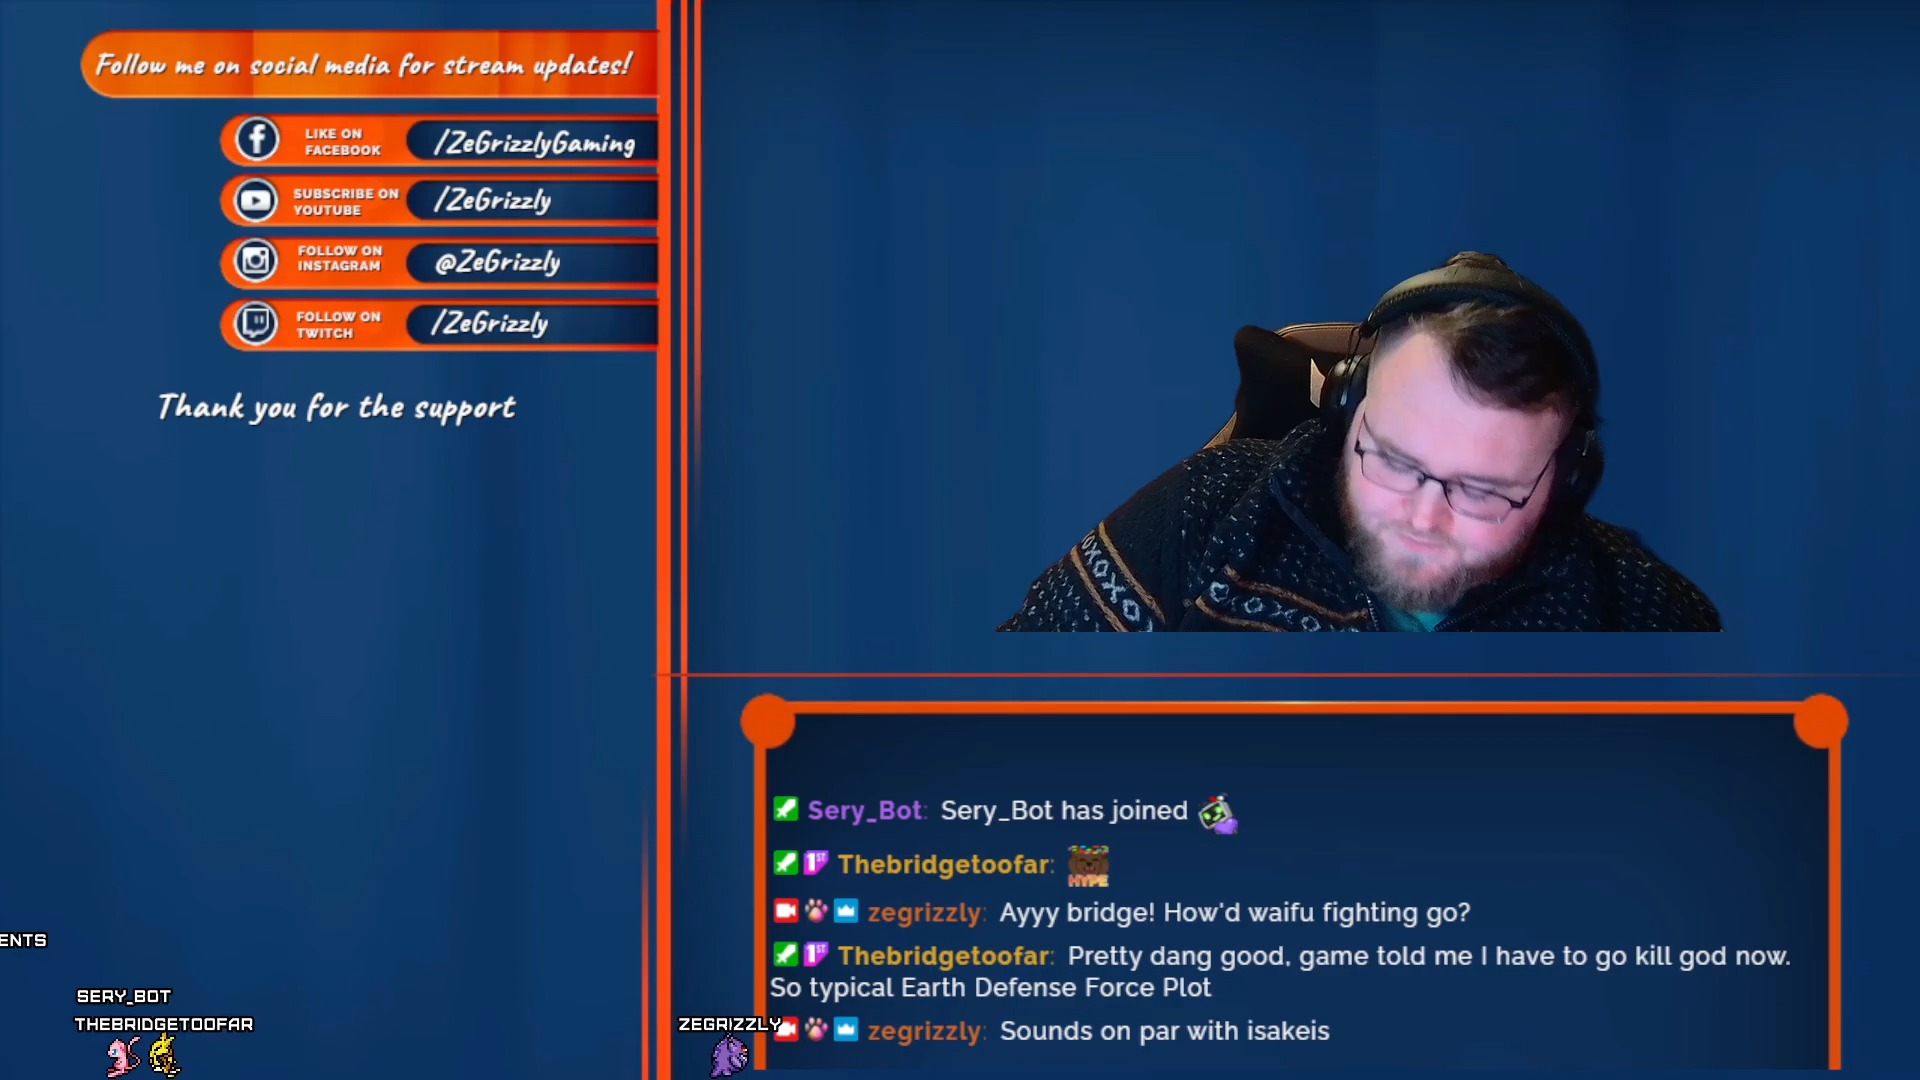 Follow me on social media for stream updates!
LIKE ON
FACEBOOK
/ZeGrizzlyGaming
SUBSCRIBE ON
YOUTUBE
/ZeGrizzly
FOLLOW ON
INSTAGRAM
@ZeGrizzly
FOLLOW ON
TWITCH
/ZeGrizzly
Thank you for the support
Sery_Bot: Sery_Bot has joined
1ST Thebridgetoofar: HYPE
zegrizzly: Ayyy bridge! How'd waifu fighting go?
1ST Thebridgetoofar: Pretty dang good, game told me I have to go kill god now.
So typical Earth Defense Force Plot
zegrizzly: Sounds on par with isakeis
ENTS
SERY_BOT
THEBRIDGETOOFAR
ZEGRIZZLY